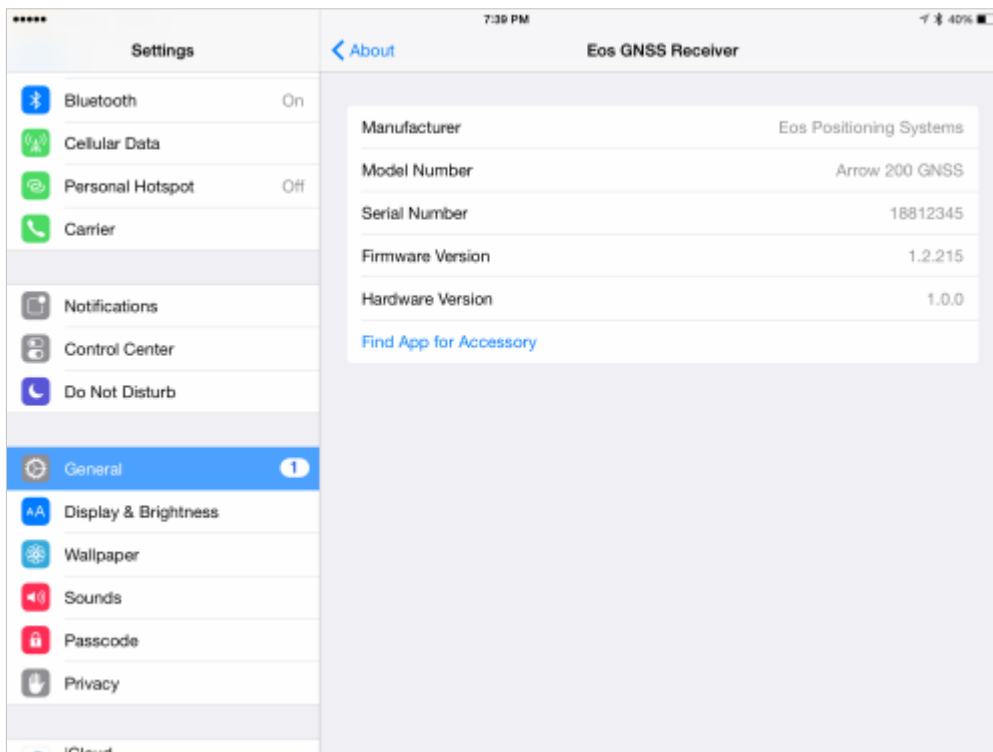 7:39 PM
40%
Settings
About
Eos GNSS Receiver
Bluetooth On
Cellular Data
Personal Hotspot Off
Carrier
Notifications
Control Center
Do Not Disturb
General 1
AA Display & Brightness
Wallpaper
Sounds
Passcode
Privacy
iCloud
Manufacturer Eos Positioning Systems
Model Number Arrow 200 GNSS
Serial Number 18812345
Firmware Version 1.2.215
Hardware Version 1.0.0
Find App for Accessory